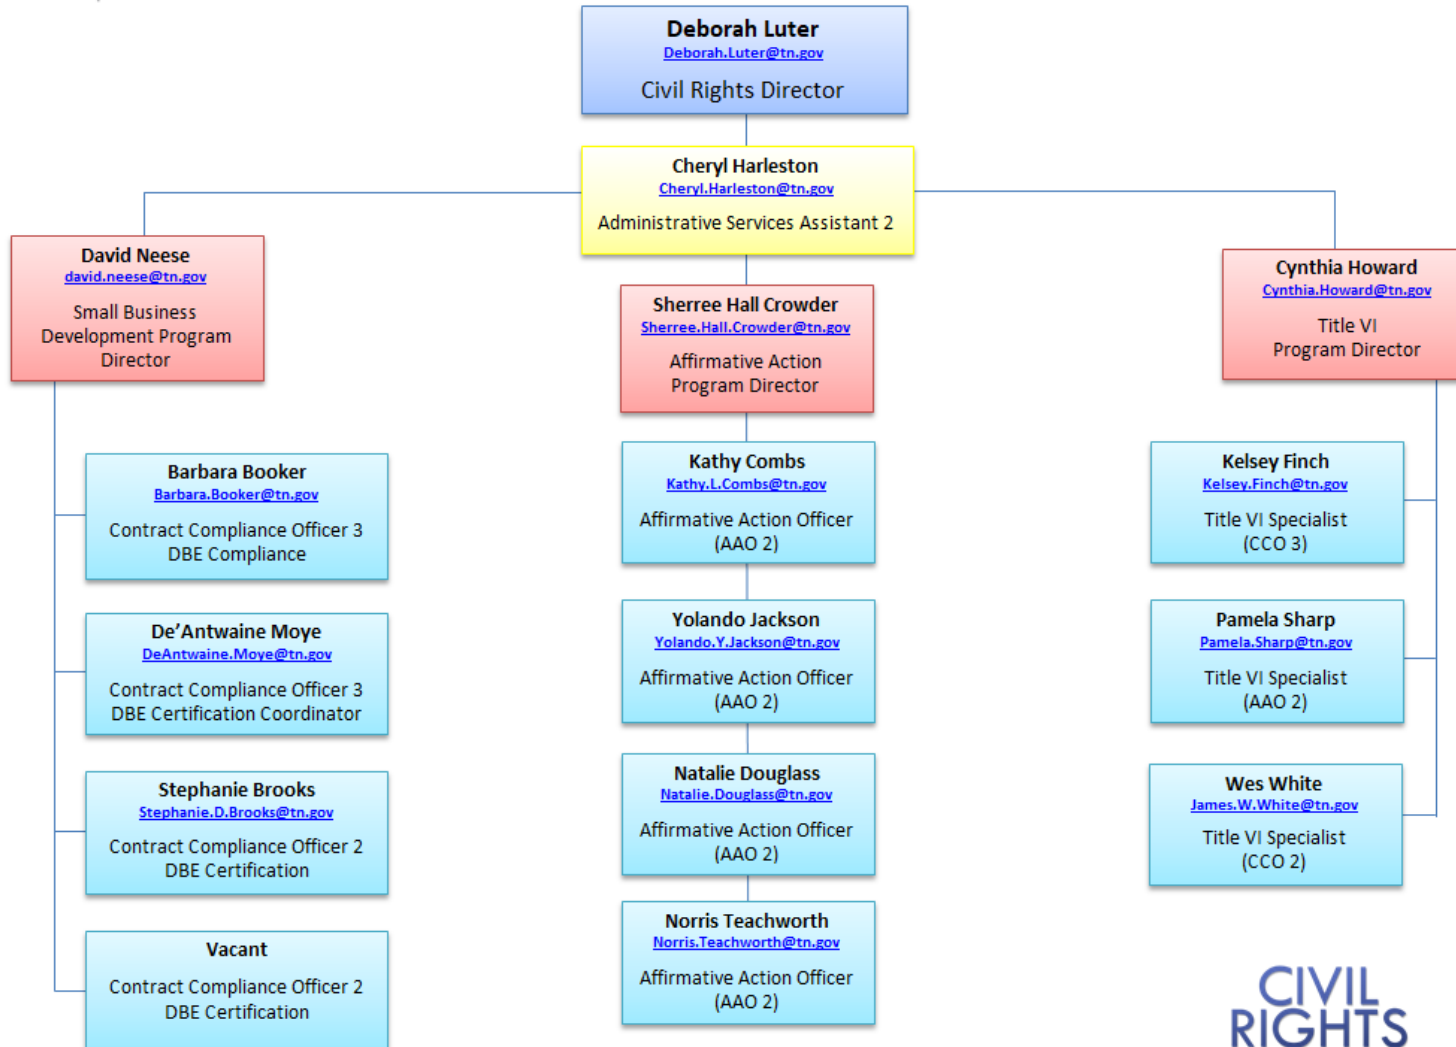 Deborah Luter
Deborah.Luter@tn.gov
Civil Rights Director
Cheryl Harleston
Cheryl.Harleston@tn.gov
Administrative Services Assistant 2
David Neese
david.neese@tn.gov
Small Business
Development Program
Director
Barbara Booker
Barbara.Booker@tn.gov
Contract Compliance Officer 3
DBE Compliance
De’Antwaine Moye
DeAntwaine.Moye@tn.gov
Contract Compliance Officer 3
DBE Certification Coordinator
Stephanie Brooks
Stephanie.D.Brooks@tn.gov
Contract Compliance Officer 2
DBE Certification
Vacant
Contract Compliance Officer 2
DBE Certification
Sherree Hall Crowder
Sherree.Hall.Crowder@tn.gov
Affirmative Action
Program Director
Kathy Combs
Kathy.L.Combs@tn.gov
Affirmative Action Officer
(AAO 2)
Yolando Jackson
Yolando.Y.Jackson@tn.gov
Affirmative Action Officer
(AAO 2)
Natalie Douglass
Natalie.Douglass@tn.gov
Affirmative Action Officer
(AAO 2)
Norris Teachworth
Norris.Teachworth@tn.gov
Affirmative Action Officer
(AAO 2)
Cynthia Howard
Cynthia.Howard@tn.gov
Title VI
Program Director
Kelsey Finch
Kelsey.Finch@tn.gov
Title VI Specialist
(CCO 3)
Pamela Sharp
Pamela.Sharp@tn.gov
Title VI Specialist
(AAO 2)
Wes White
James.W.White@tn.gov
Title VI Specialist
(CCO 2)
CIVIL
RIGHTS